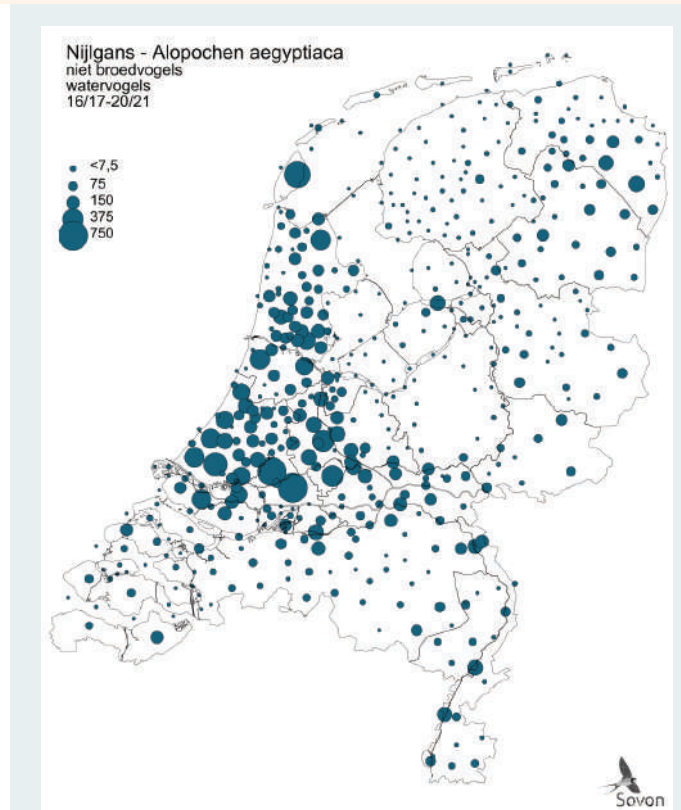 Nijlgans - Alopochen aegyptiaca
niet broedvogels
watervogels
16/17-20/21
<7,5
75
150
375
750
Sovon